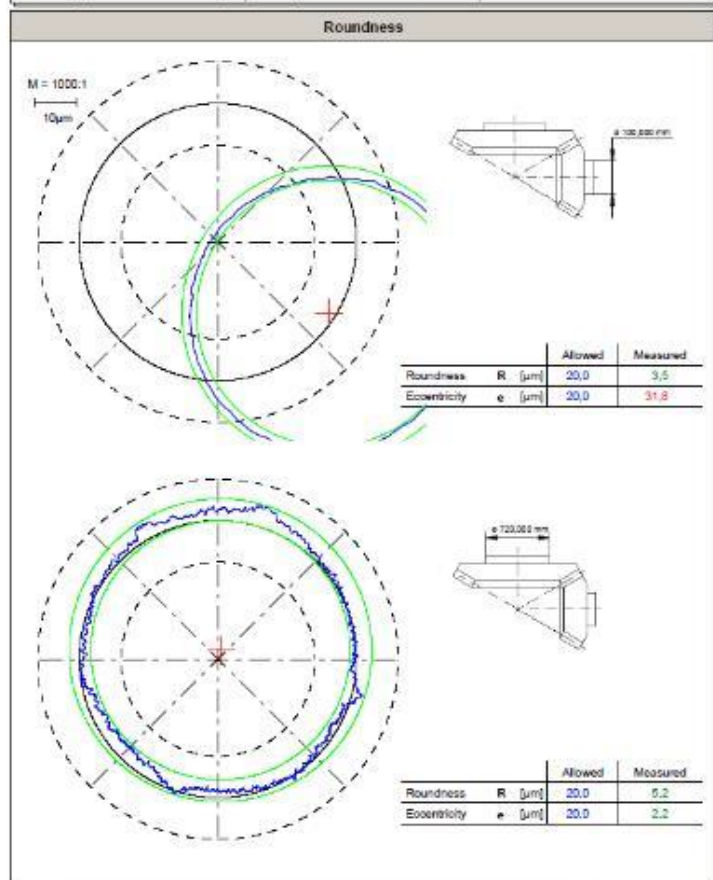 Roundness
M = 1000:1
10µm
ø 100,000 mm
Allowed Measured
Roundness R [µm] 20,0 3,5
Eccentricity e [µm] 20,0 31,8
ø 720,000 mm
Allowed Measured
Roundness R [µm] 20,0 5,2
Eccentricity e [µm] 20,0 2,2